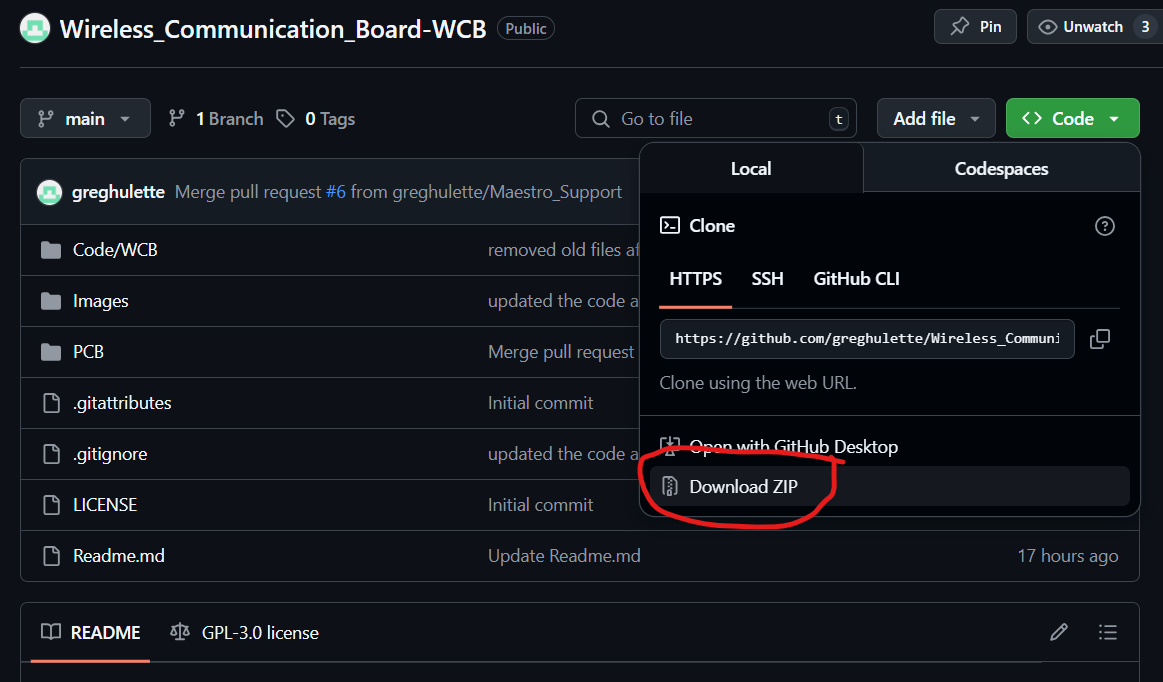 Wireless_Communication_Board-WCB Public Pin Unwatch 3
main 1 Branch 0 Tags Go to file t Add file Code
Local Codespaces
greghulette Merge pull request #6 from greghulette/Maestro_Support
Clone
Code/WCB removed old files af
HTTPS SSH GitHub CLI
Images updated the code a
https://github.com/greghulette/Wireless_Communi
PCB Merge pull request
Clone using the web URL.
.gitattributes Initial commit
Open with GitHub Desktop
.gitignore updated the code a
Download ZIP
LICENSE Initial commit
Readme.md Update Readme.md 17 hours ago
README GPL-3.0 license